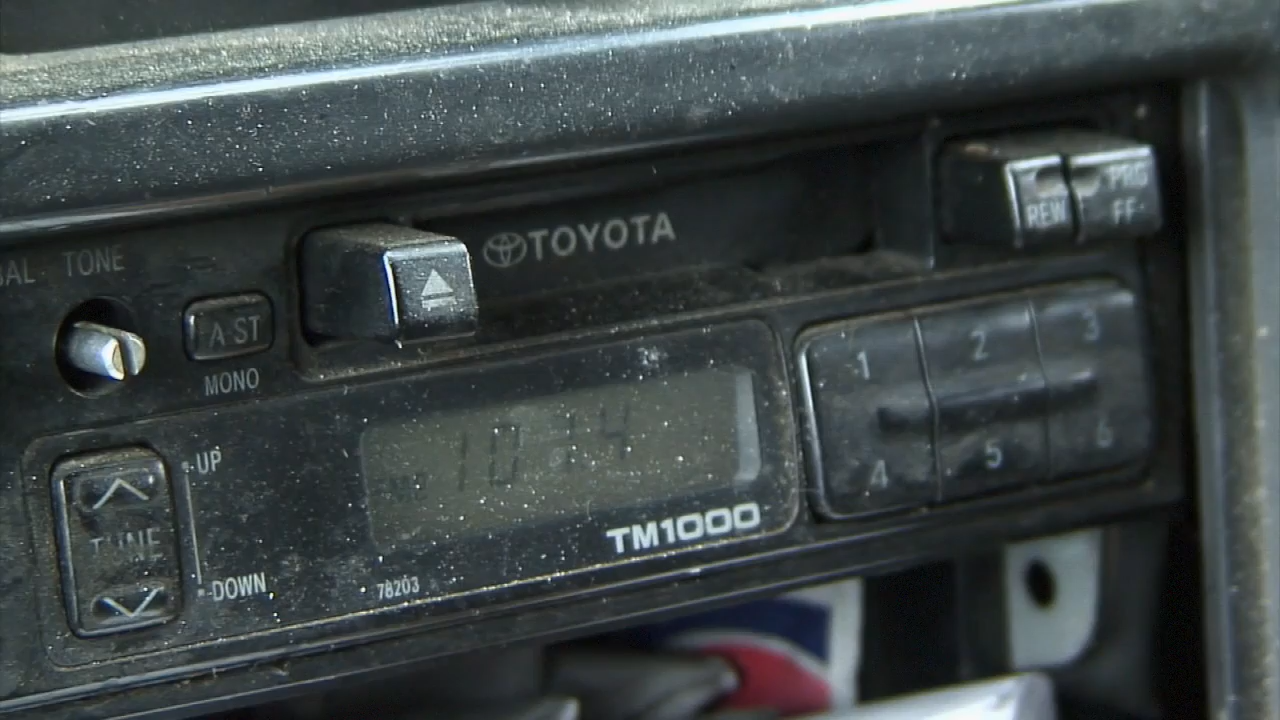 BAL TONE
TOYOTA
REW
PRG
FF
A ST
MONO
1
2
3
4
5
6
UP
TUNE
DOWN
TM1000
78203